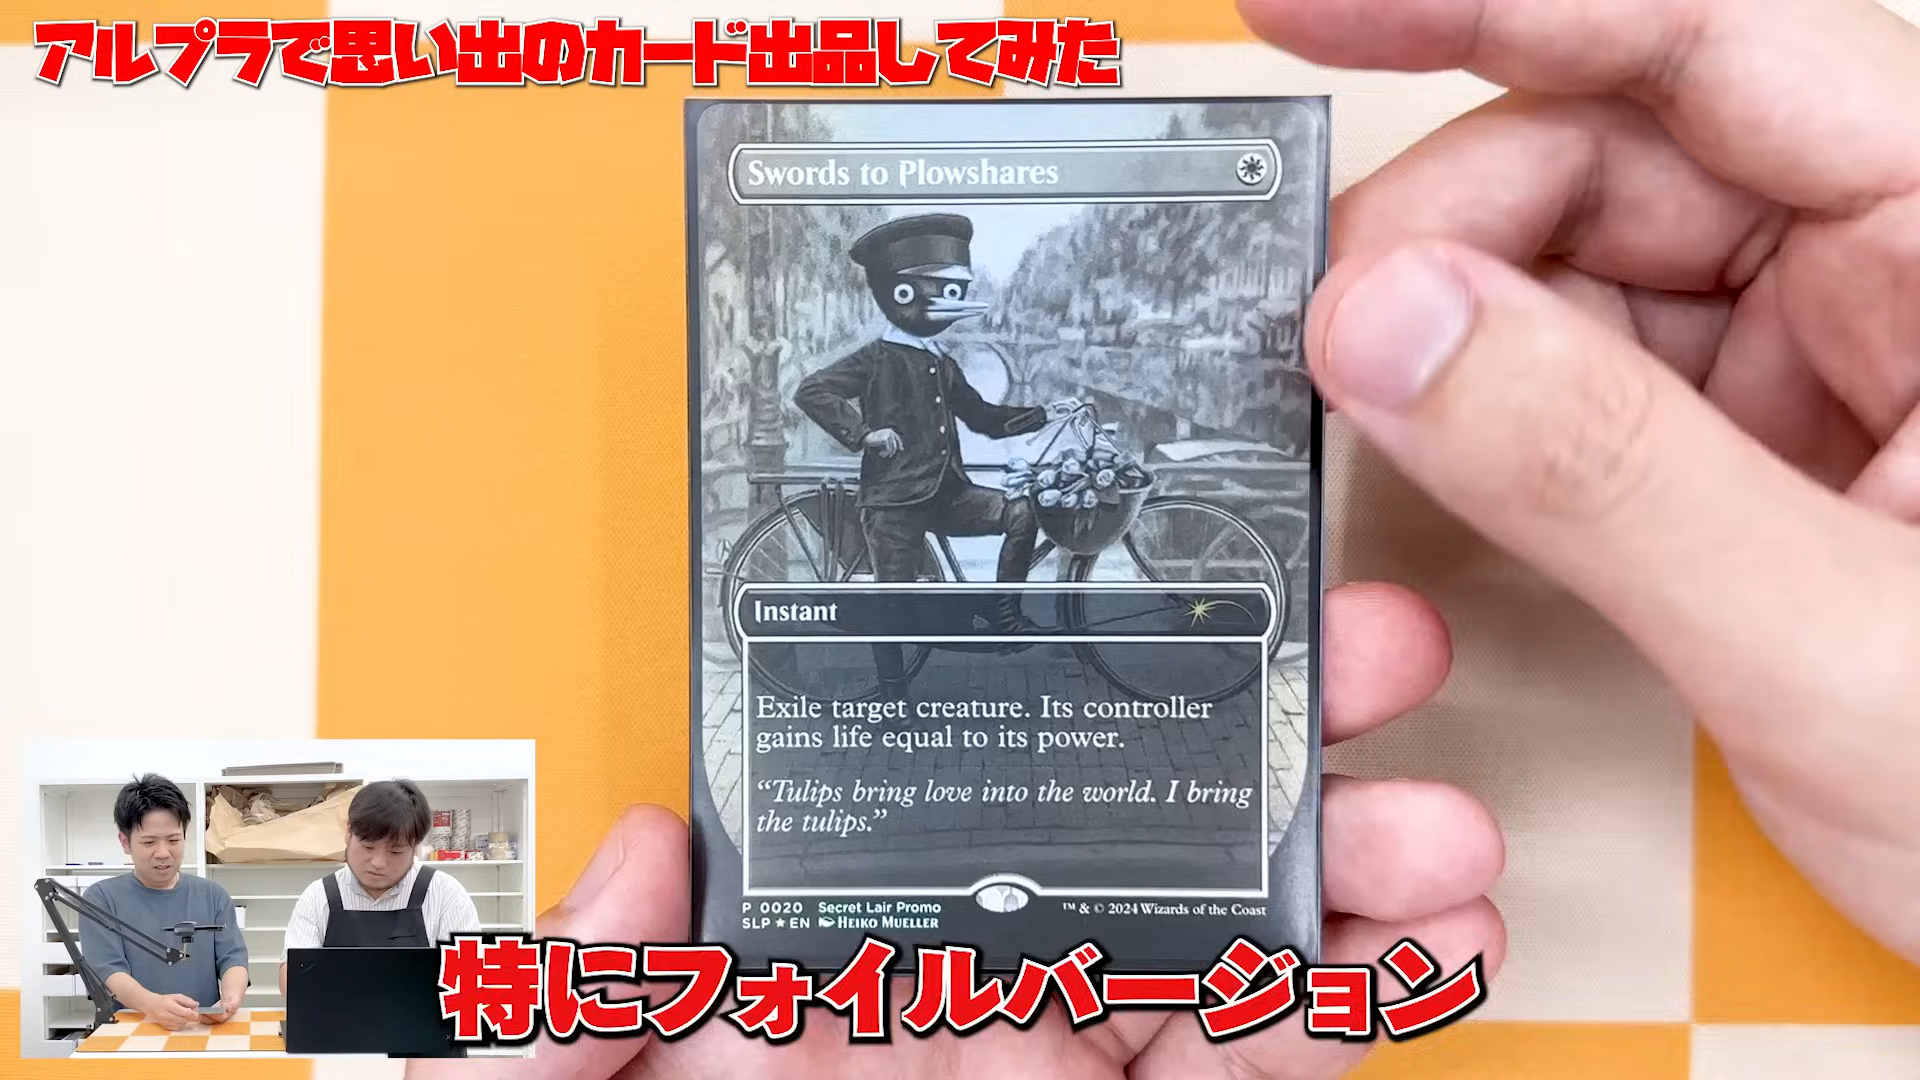 アルプラで思い出のカード出品してみた
Swords to Plowshares
Instant
Exile target creature. Its controller
gains life equal to its power.
“Tulips bring love into the world. I bring
the tulips.”
P 0020 Secret Lair Promo
SLP ★ EN HEIKO MUELLER
™ & © 2024 Wizards of the Coast
特にフォイルバージョン